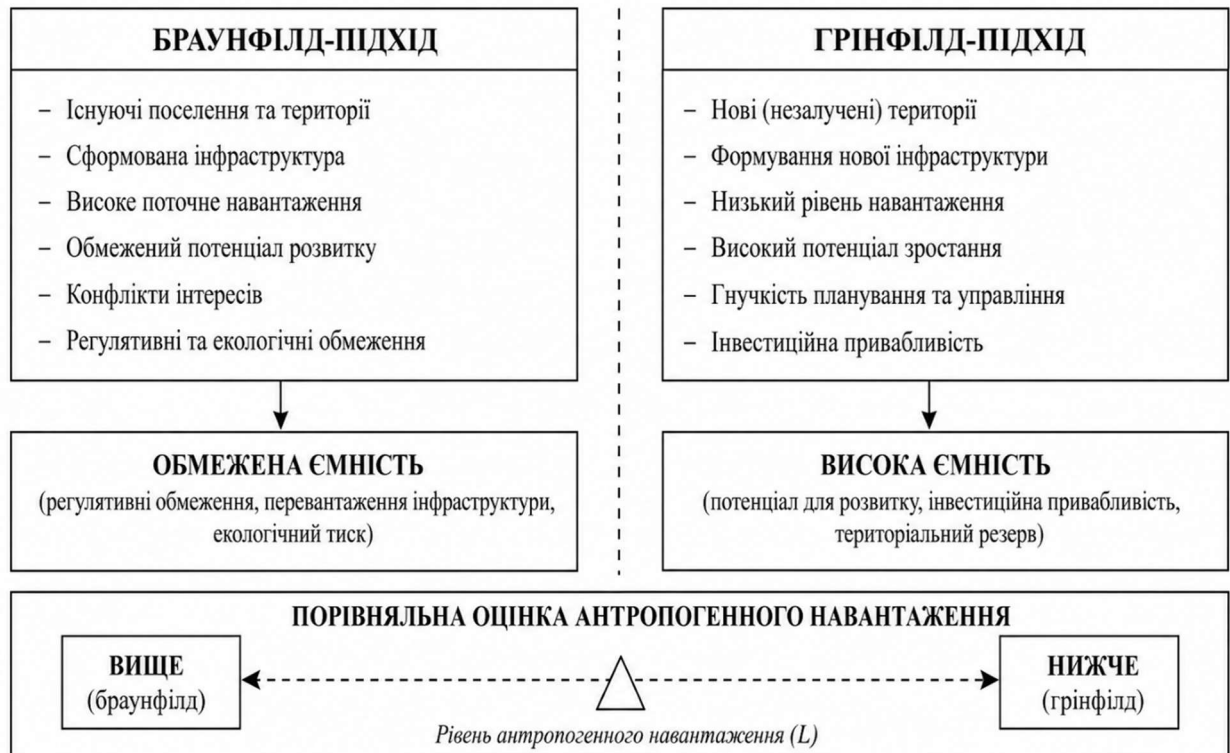 БРАУНФІЛД-ПІДХІД
– Існуючі поселення та території
– Сформована інфраструктура
– Високе поточне навантаження
– Обмежений потенціал розвитку
– Конфлікти інтересів
– Регулятивні та екологічні обмеження
ОБМЕЖЕНА ЄМНІСТЬ
(регулятивні обмеження, перевантаження інфраструктури,
екологічний тиск)
ГРІНФІЛД-ПІДХІД
– Нові (незалучені) території
– Формування нової інфраструктури
– Низький рівень навантаження
– Високий потенціал зростання
– Гнучкість планування та управління
– Інвестиційна привабливість
ВИСОКА ЄМНІСТЬ
(потенціал для розвитку, інвестиційна привабливість,
територіальний резерв)
ПОРІВНЯЛЬНА ОЦІНКА АНТРОПОГЕННОГО НАВАНТАЖЕННЯ
ВИЩЕ
(браунфілд)
НИЖЧЕ
(грінфілд)
Рівень антропогенного навантаження (L)